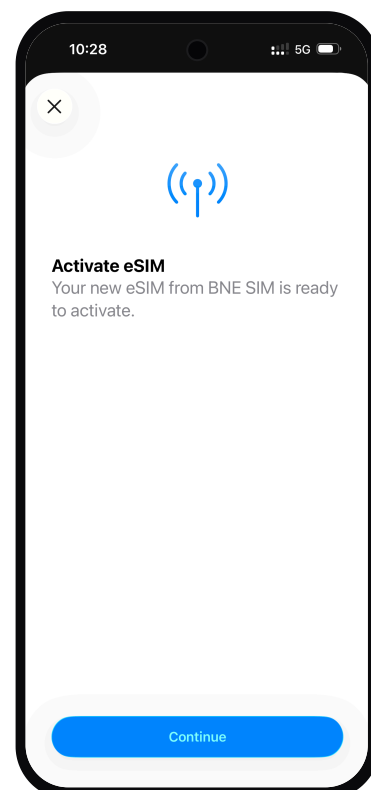 10:28
5G
Activate eSIM
Your new eSIM from BNE SIM is ready
to activate.
Continue